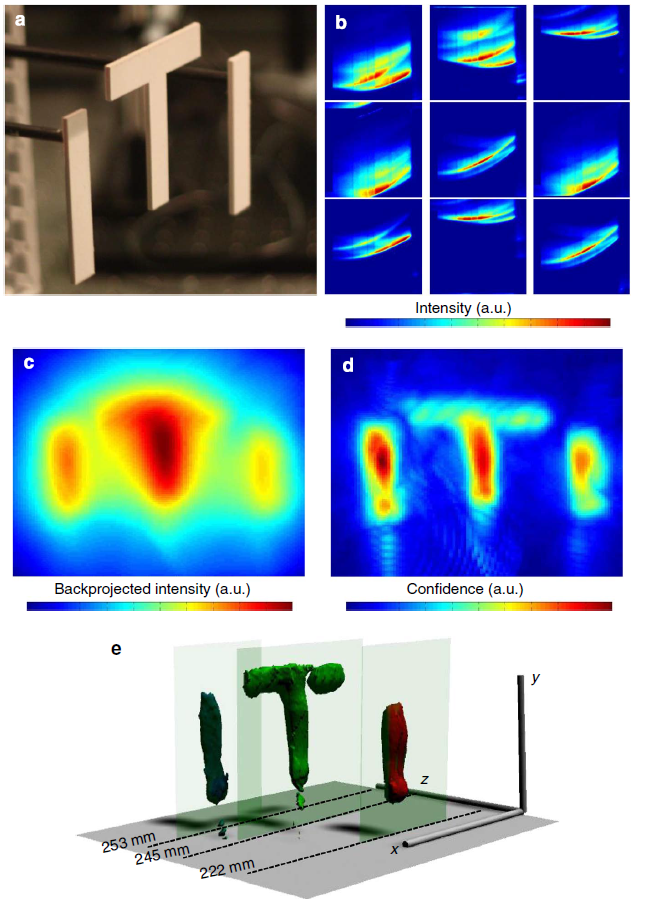 a
b
Intensity (a.u.)
c
d
Backprojected intensity (a.u.)
Confidence (a.u.)
e
y
z
253 mm
245 mm
x
222 mm